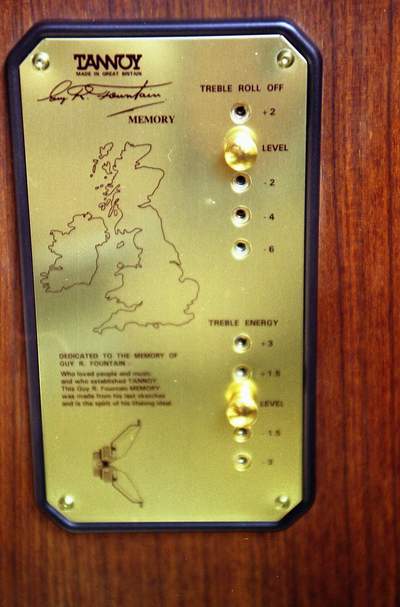 TANNOY
MADE IN GREAT BRITAIN
Guy R. Fountain
MEMORY
TREBLE ROLL OFF
+2
LEVEL
-2
-4
-6
TREBLE ENERGY
+3
+1.5
LEVEL
-1.5
-3
DEDICATED TO THE MEMORY OF
GUY R. FOUNTAIN -
Who loved people and music
and who established TANNOY
This Guy R. Fountain MEMORY
was made from his last sketches
and is the spirit of his lifelong ideal.